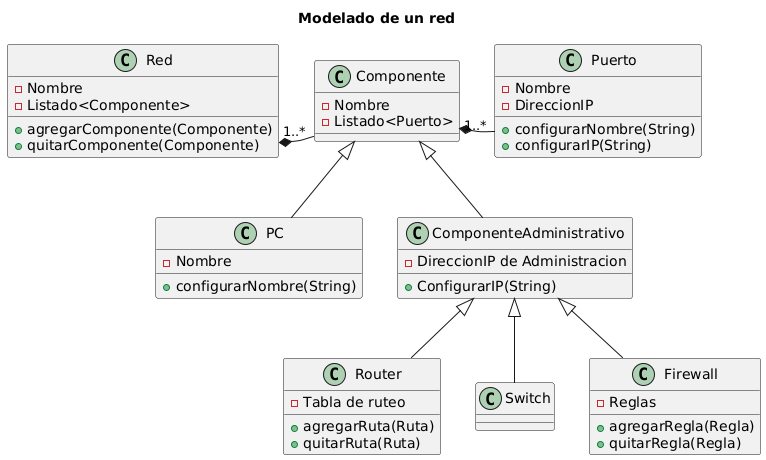 Modelado de un red
C Red
Nombre
Listado<Componente>
agregarComponente(Componente)
quitarComponente(Componente)
1..*
C Componente
Nombre
Listado<Puerto>
1..*
C Puerto
Nombre
DireccionIP
configurarNombre(String)
configurarIP(String)
C PC
Nombre
configurarNombre(String)
C ComponenteAdministrativo
DireccionIP de Administracion
ConfigurarIP(String)
C Router
Tabla de ruteo
agregarRuta(Ruta)
quitarRuta(Ruta)
C Switch
C Firewall
Reglas
agregarRegla(Regla)
quitarRegla(Regla)